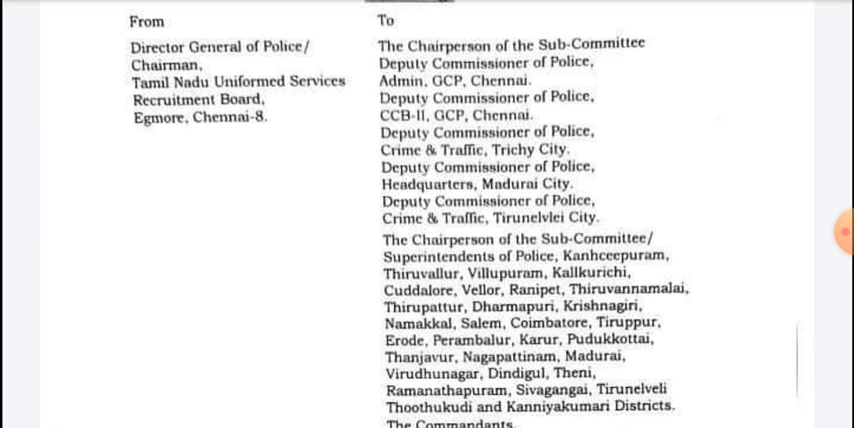 From
Director General of Police/
Chairman,
Tamil Nadu Uniformed Services
Recruitment Board,
Egmore, Chennai-8.
To
The Chairperson of the Sub-Committee
Deputy Commissioner of Police,
Admin, GCP, Chennai.
Deputy Commissioner of Police,
CCB-II, GCP, Chennai.
Deputy Commissioner of Police,
Crime & Traffic, Trichy City.
Deputy Commissioner of Police,
Headquarters, Madurai City.
Deputy Commissioner of Police,
Crime & Traffic, Tirunelvlei City.
The Chairperson of the Sub-Committee/
Superintendents of Police, Kanhceepuram,
Thiruvallur, Villupuram, Kallkurichi,
Cuddalore, Vellor, Ranipet, Thiruvannamalai,
Thirupattur, Dharmapuri, Krishnagiri,
Namakkal, Salem, Coimbatore, Tiruppur,
Erode, Perambalur, Karur, Pudukkottai,
Thanjavur, Nagapattinam, Madurai,
Virudhunagar, Dindigul, Theni,
Ramanathapuram, Sivagangai, Tirunelveli
Thoothukudi and Kanniyakumari Districts.
The Commandants,